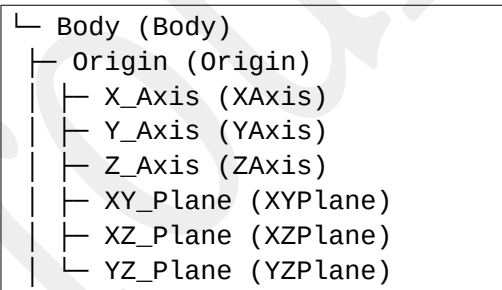 └─ Body (Body)
├─ Origin (Origin)
│ ├─ X_Axis (XAxis)
│ ├─ Y_Axis (YAxis)
│ ├─ Z_Axis (ZAxis)
│ ├─ XY_Plane (XYPlane)
│ ├─ XZ_Plane (XZPlane)
│ └─ YZ_Plane (YZPlane)